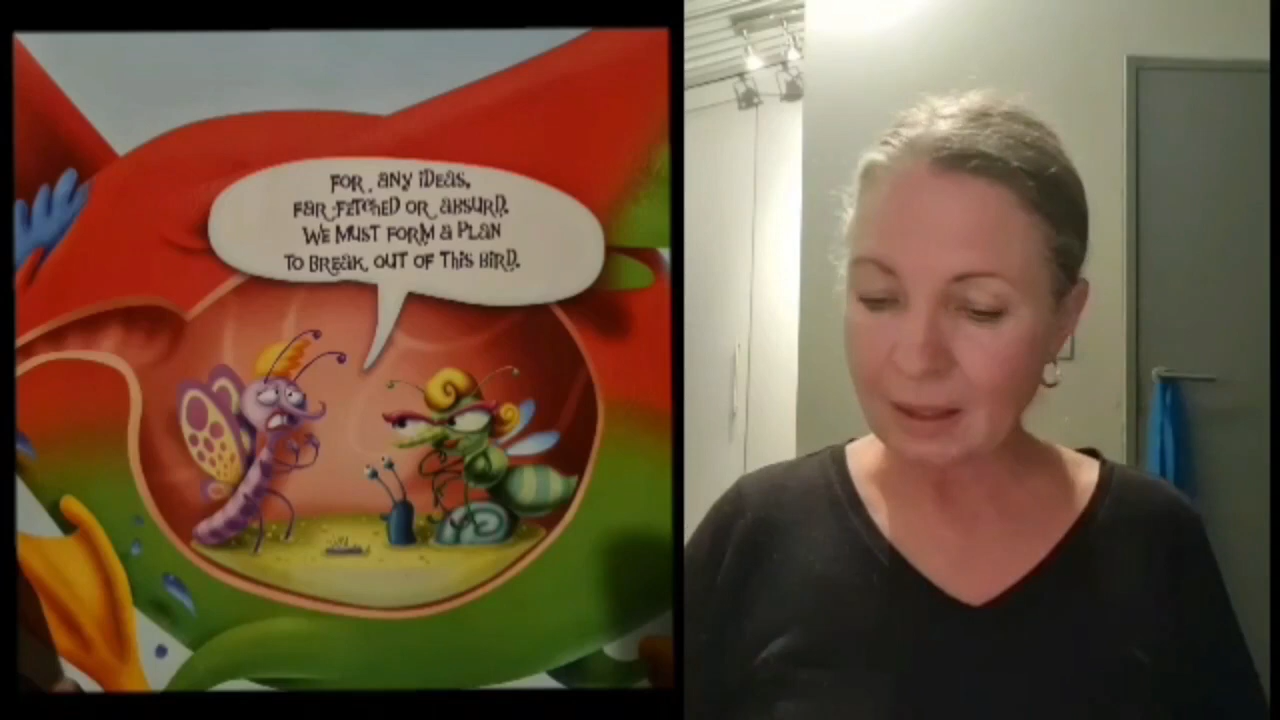 FOR ANY IDEAS,
FAR-FETCHED OR ABSURD.
WE MUST FORM A PLAN
TO BREAK OUT OF THIS BIRD.